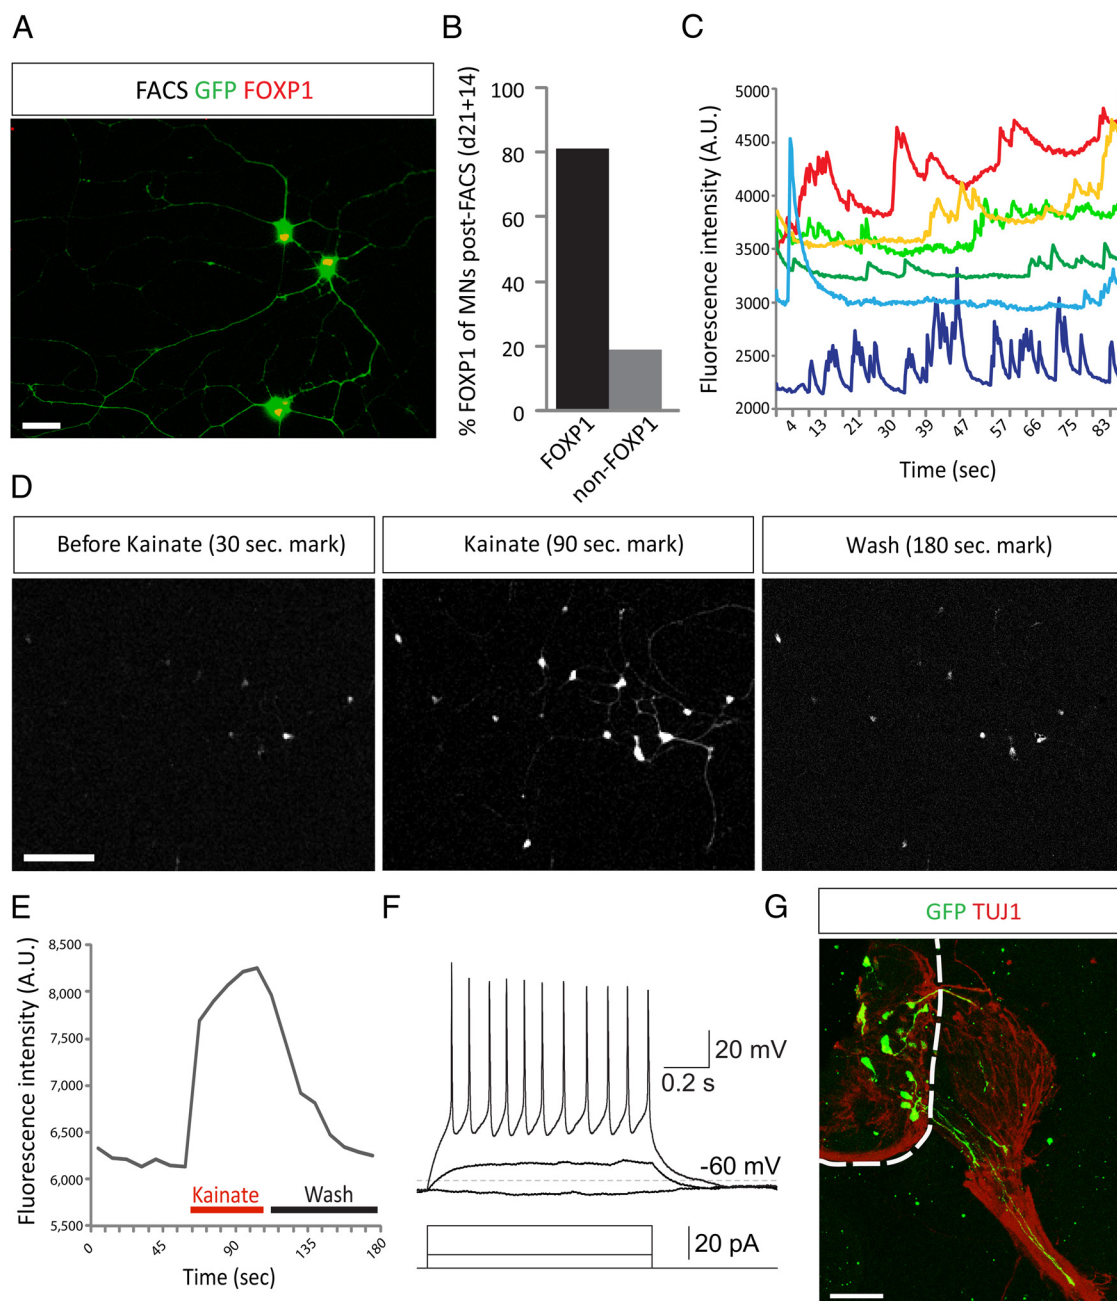 A
FACS GFP FOXP1
B
% FOXP1 of MNs post-FACS (d21+14)
100
80
60
40
20
0
FOXP1
non-FOXP1
C
Fluorescence intensity (A.U.)
5000
4500
4000
3500
3000
2500
2000
4 13 21 30 39 47 57 66 75 83
Time (sec)
D
Before Kainate (30 sec. mark)
Kainate (90 sec. mark)
Wash (180 sec. mark)
E
Fluorescence intensity (A.U.)
8,500
8,000
7,500
7,000
6,500
6,000
5,500
Kainate
Wash
0 45 90 135 180
Time (sec)
F
20 mV
0.2 s
-60 mV
20 pA
G
GFP TUJ1